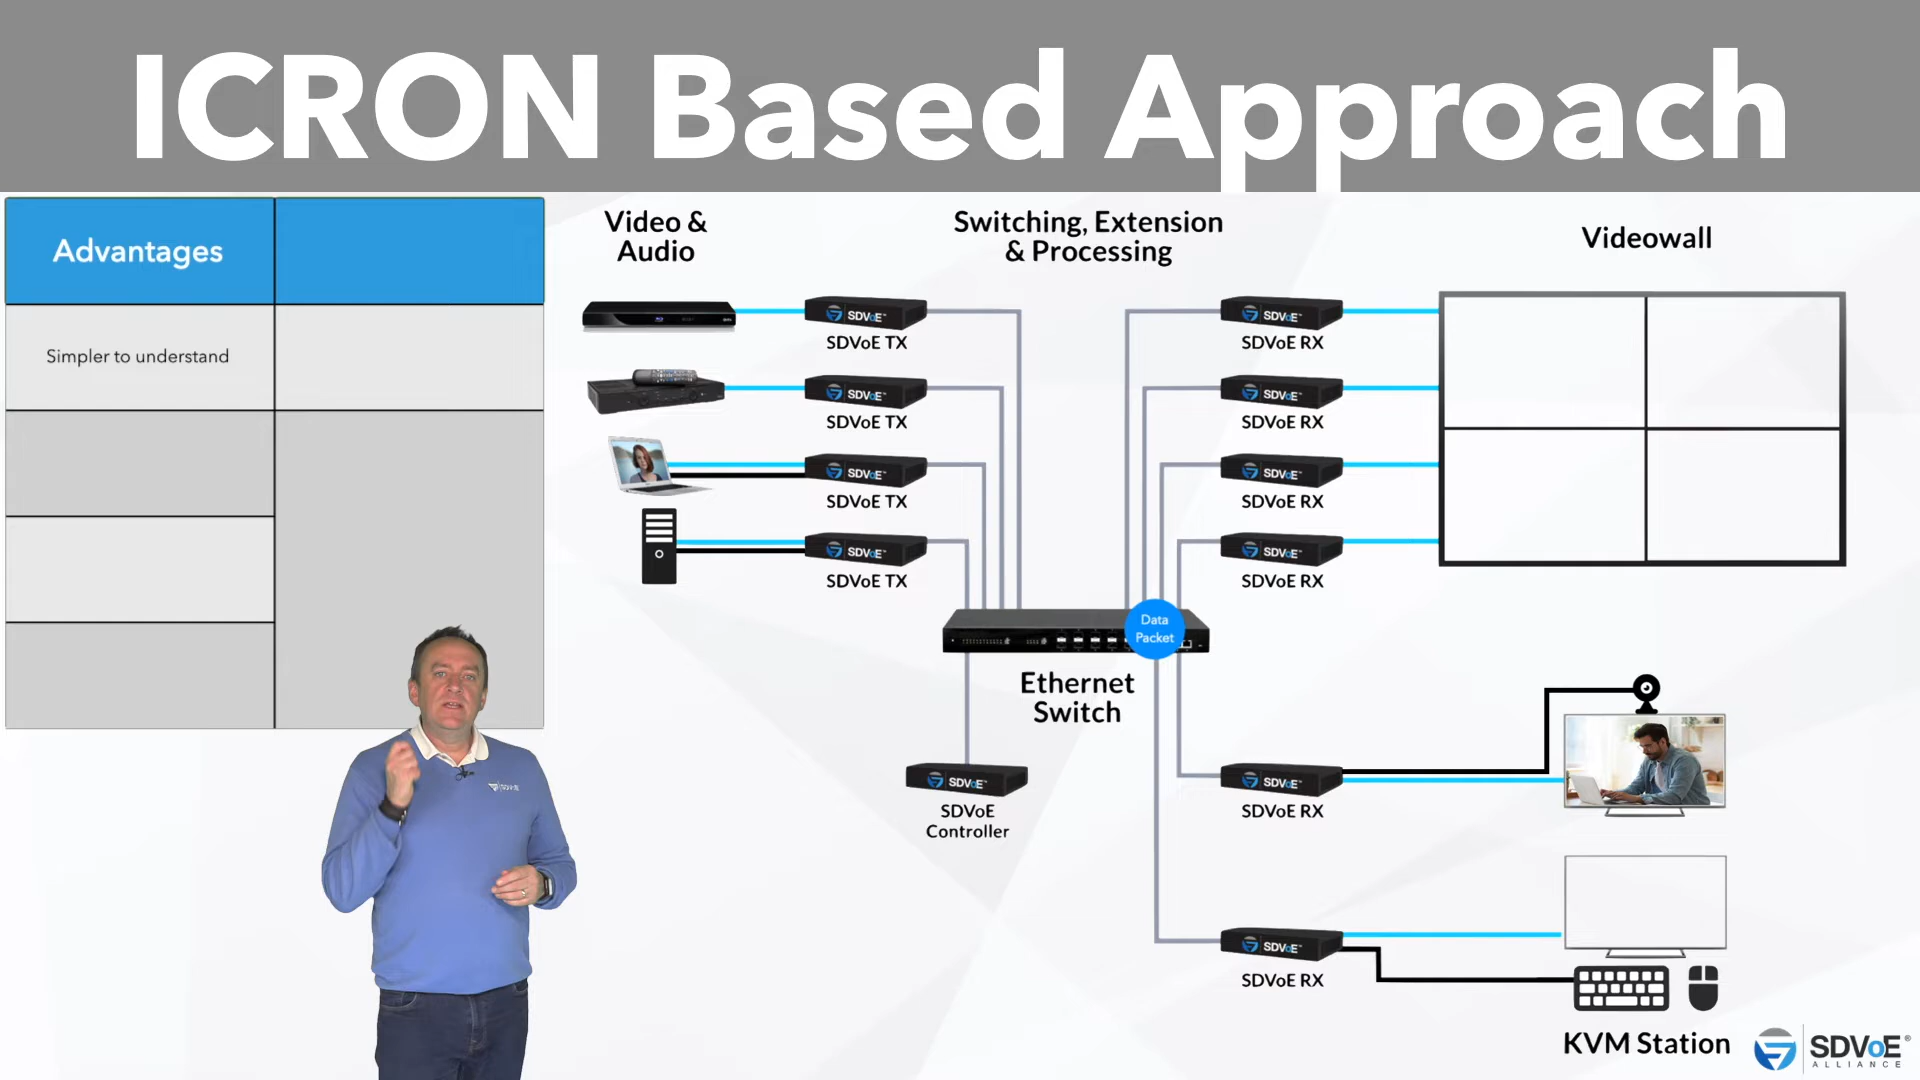 ICRON Based Approach
Advantages
Simpler to understand
Video &
Audio
Switching, Extension
& Processing
Videowall
SDVoE
SDVoE TX
SDVoE
SDVoE TX
SDVoE
SDVoE TX
SDVoE
SDVoE TX
SDVoE
SDVoE RX
SDVoE
SDVoE RX
SDVoE
SDVoE RX
SDVoE
SDVoE RX
Data
Packet
Ethernet
Switch
SDVoE
SDVoE
Controller
SDVoE
SDVoE RX
SDVoE
SDVoE RX
KVM Station
SDVoE®
ALLIANCE